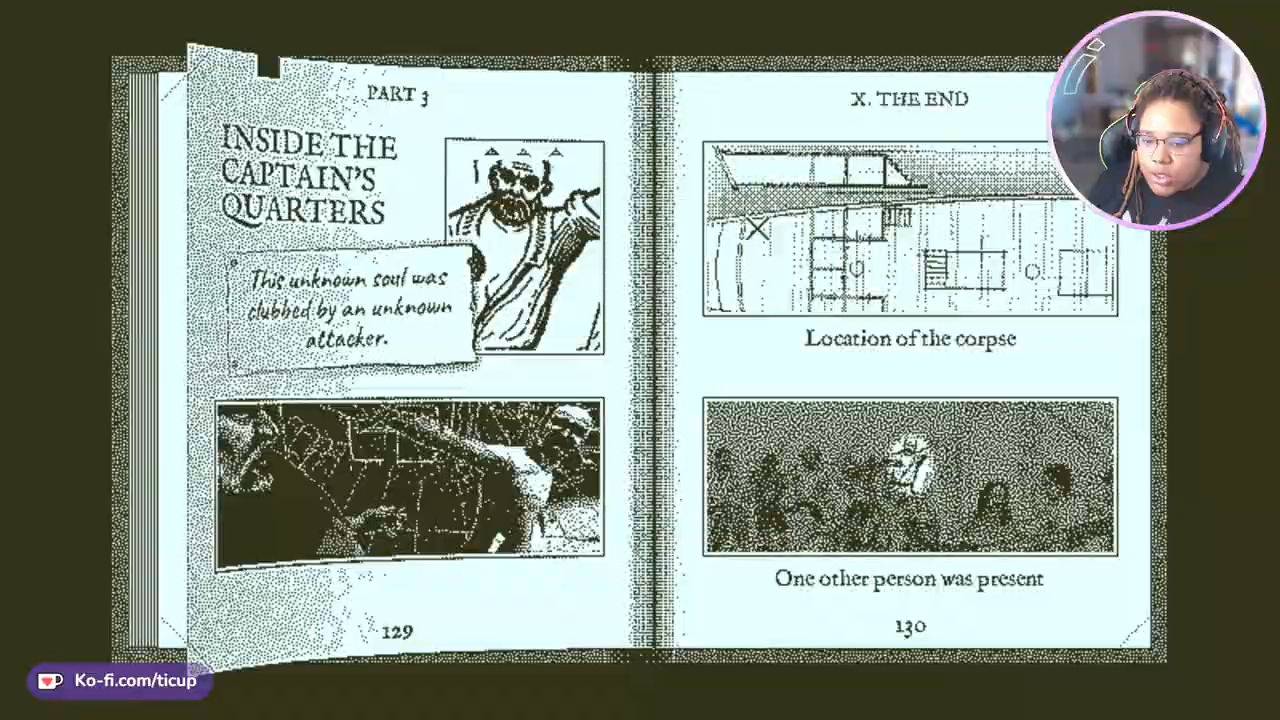 PART 3
INSIDE THE
CAPTAIN'S
QUARTERS
This unknown soul was
clubbed by an unknown
attacker.
129
X. THE END
Location of the corpse
One other person was present
130
Ko-fi.com/ticup